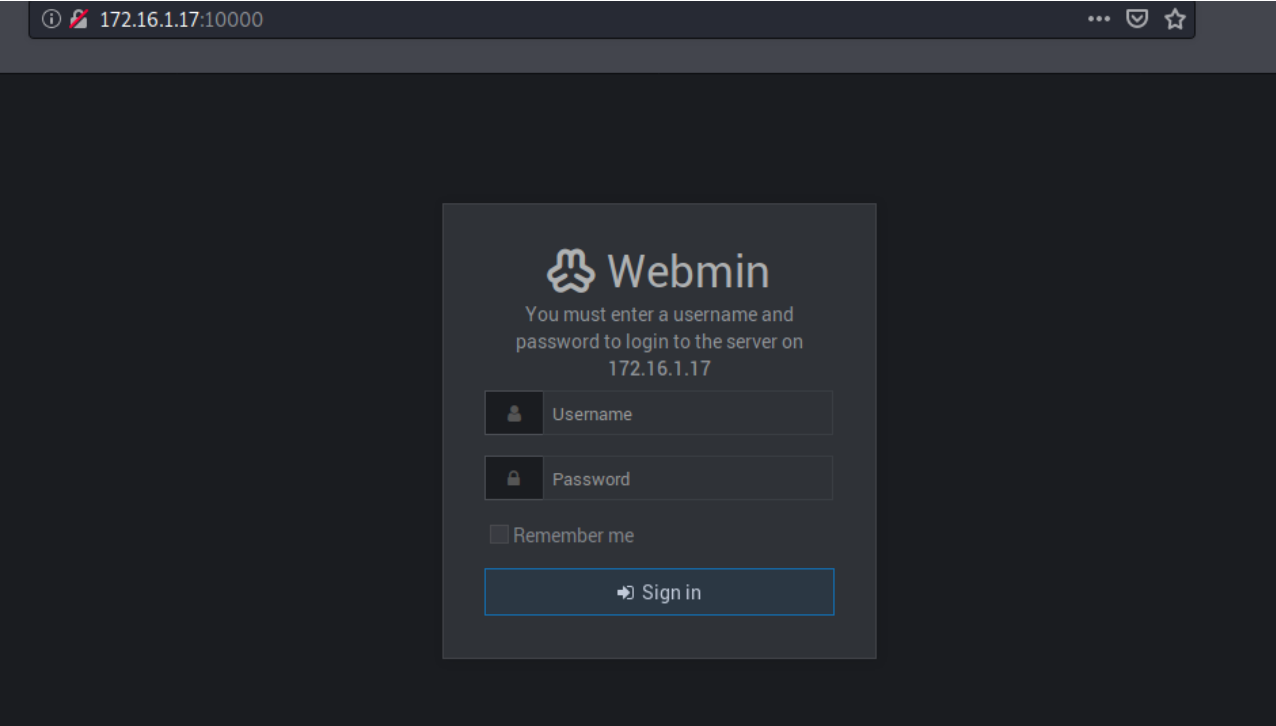 172.16.1.17:10000
Webmin
You must enter a username and
password to login to the server on
172.16.1.17
Username
Password
Remember me
Sign in